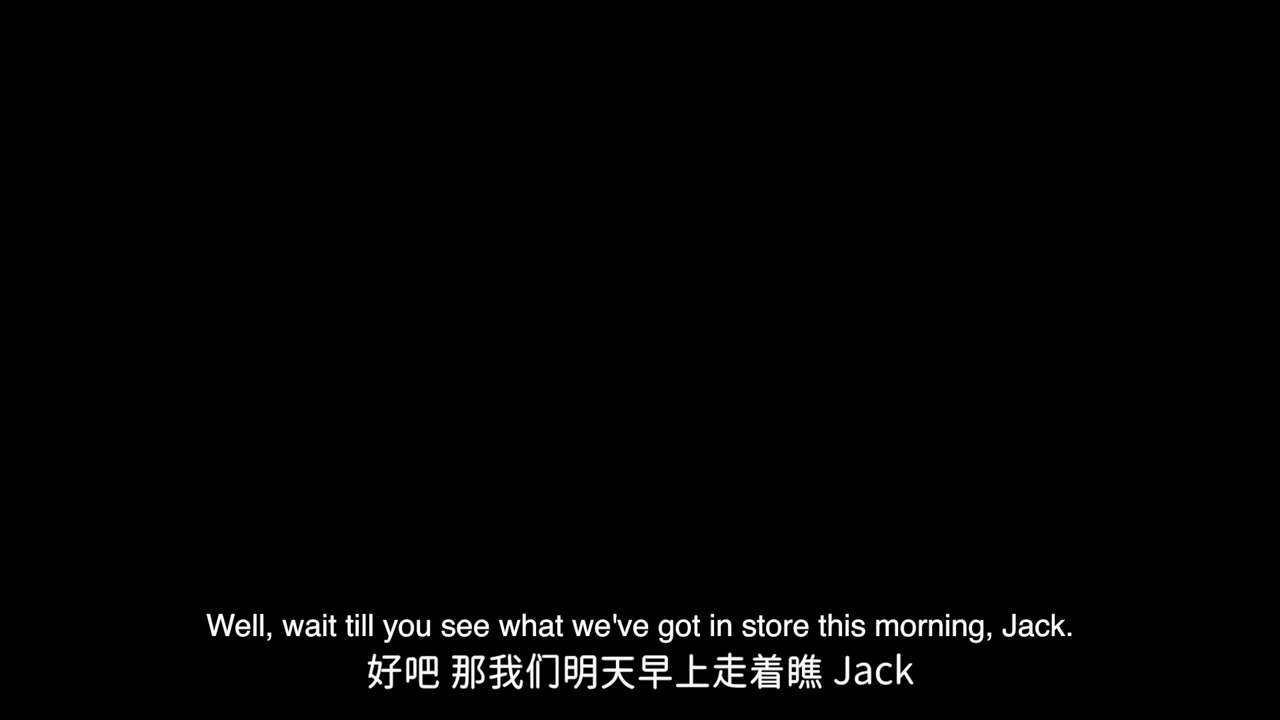 Well, wait till you see what we've got in store this morning, Jack.
好吧 那我们明天早上走着瞧 Jack